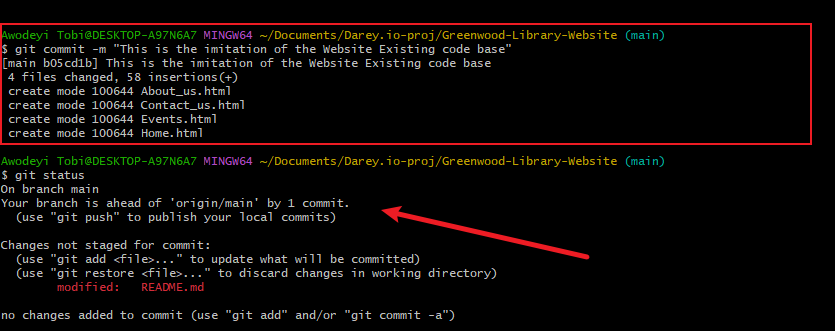 Awodeyi Tobi@DESKTOP-A97N6A7 MINGW64 ~/Documents/Darey.io-proj/Greenwood-Library-Website (main)
$ git commit -m "This is the imitation of the Website Existing code base"
[main b05cd1b] This is the imitation of the Website Existing code base
 4 files changed, 58 insertions(+)
 create mode 100644 About_us.html
 create mode 100644 Contact_us.html
 create mode 100644 Events.html
 create mode 100644 Home.html
Awodeyi Tobi@DESKTOP-A97N6A7 MINGW64 ~/Documents/Darey.io-proj/Greenwood-Library-Website (main)
$ git status
On branch main
Your branch is ahead of 'origin/main' by 1 commit.
  (use "git push" to publish your local commits)
Changes not staged for commit:
  (use "git add <file>..." to update what will be committed)
  (use "git restore <file>..." to discard changes in working directory)
        modified:   README.md
no changes added to commit (use "git add" and/or "git commit -a")